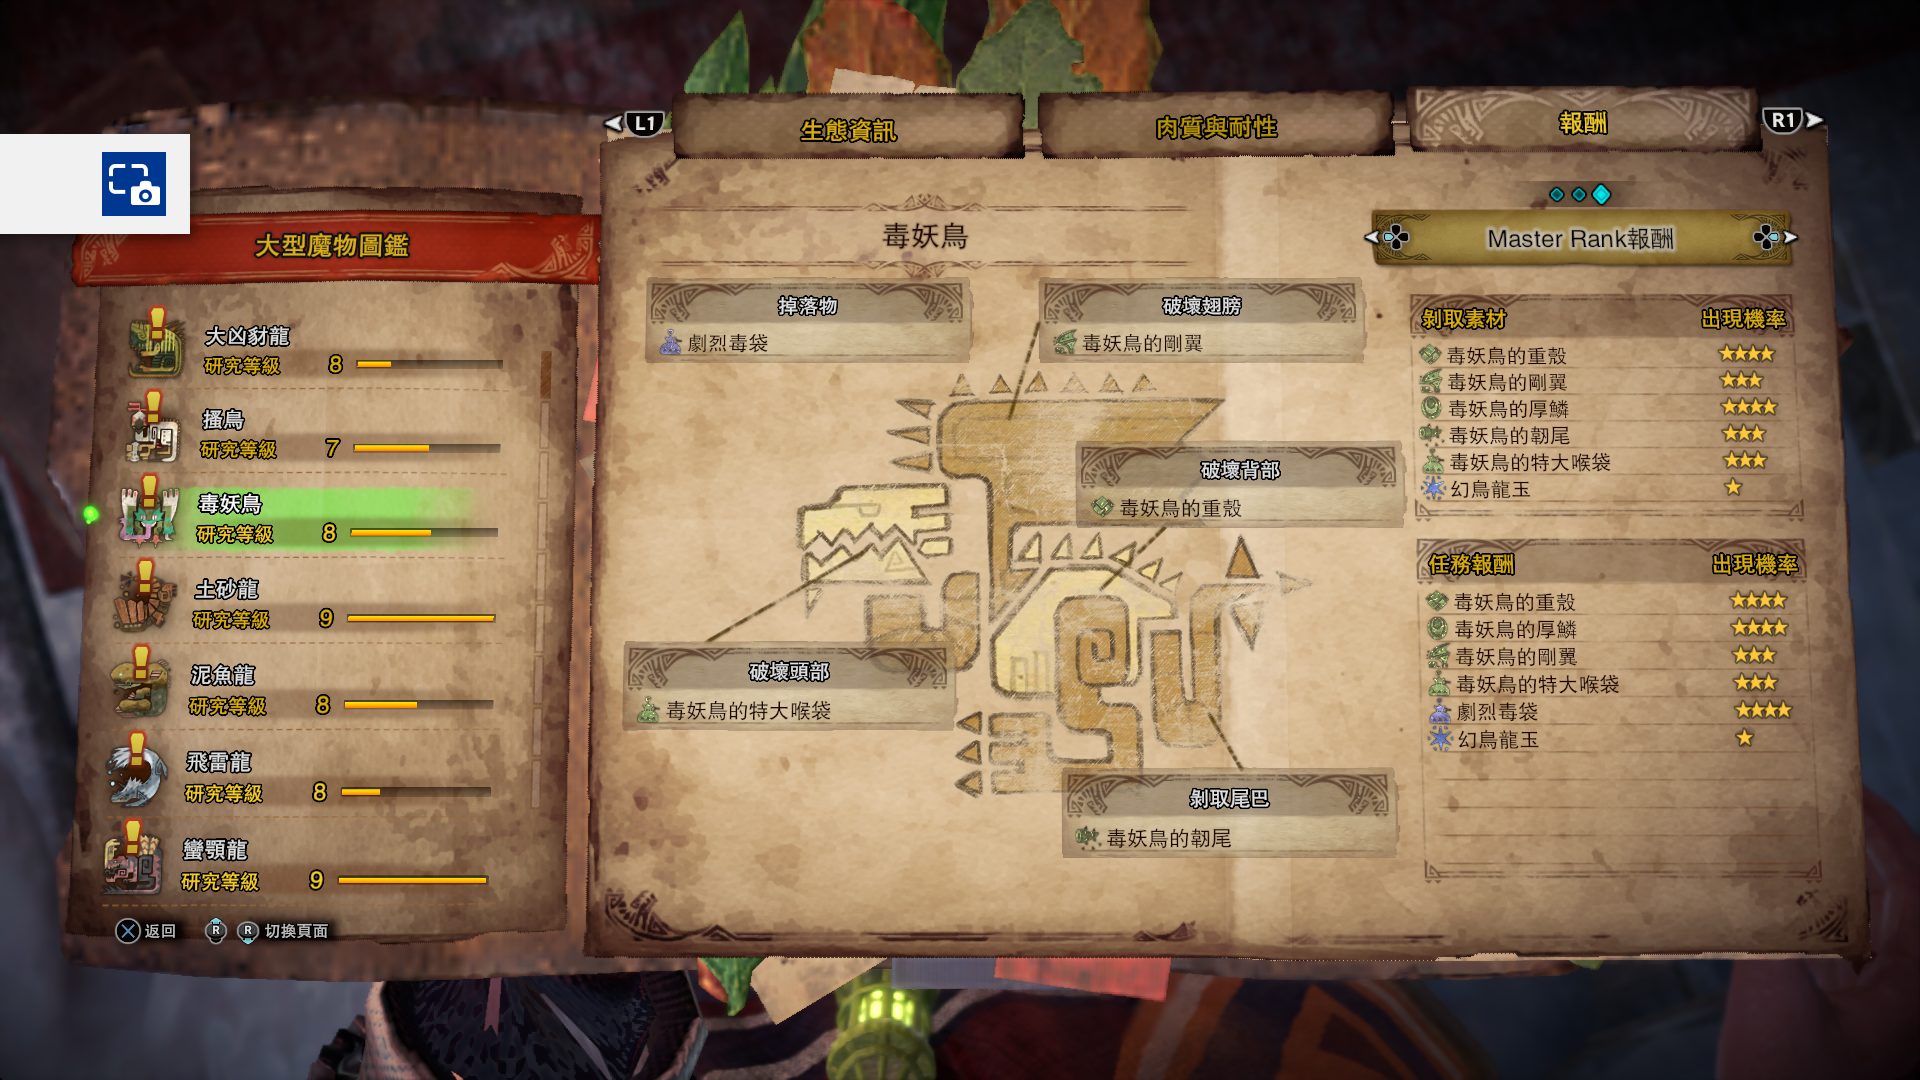 L1
生態資訊
肉質與耐性
報酬
R1
大型魔物圖鑑
大凶豺龍
研究等級 8
搔鳥
研究等級 7
毒妖鳥
研究等級 8
土砂龍
研究等級 9
泥魚龍
研究等級 8
飛雷龍
研究等級 8
蠻顎龍
研究等級 9
返回 R R 切換頁面
毒妖鳥
掉落物
劇烈毒袋
破壞翅膀
毒妖鳥的剛翼
破壞背部
毒妖鳥的重殼
破壞頭部
毒妖鳥的特大喉袋
剝取尾巴
毒妖鳥的韌尾
Master Rank報酬
剝取素材 出現機率
毒妖鳥的重殼 ★★★★
毒妖鳥的剛翼 ★★★
毒妖鳥的厚鱗 ★★★★
毒妖鳥的韌尾 ★★★
毒妖鳥的特大喉袋 ★★★
幻鳥龍玉 ★
任務報酬 出現機率
毒妖鳥的重殼 ★★★★
毒妖鳥的厚鱗 ★★★★
毒妖鳥的剛翼 ★★★
毒妖鳥的特大喉袋 ★★★
劇烈毒袋 ★★★★
幻鳥龍玉 ★